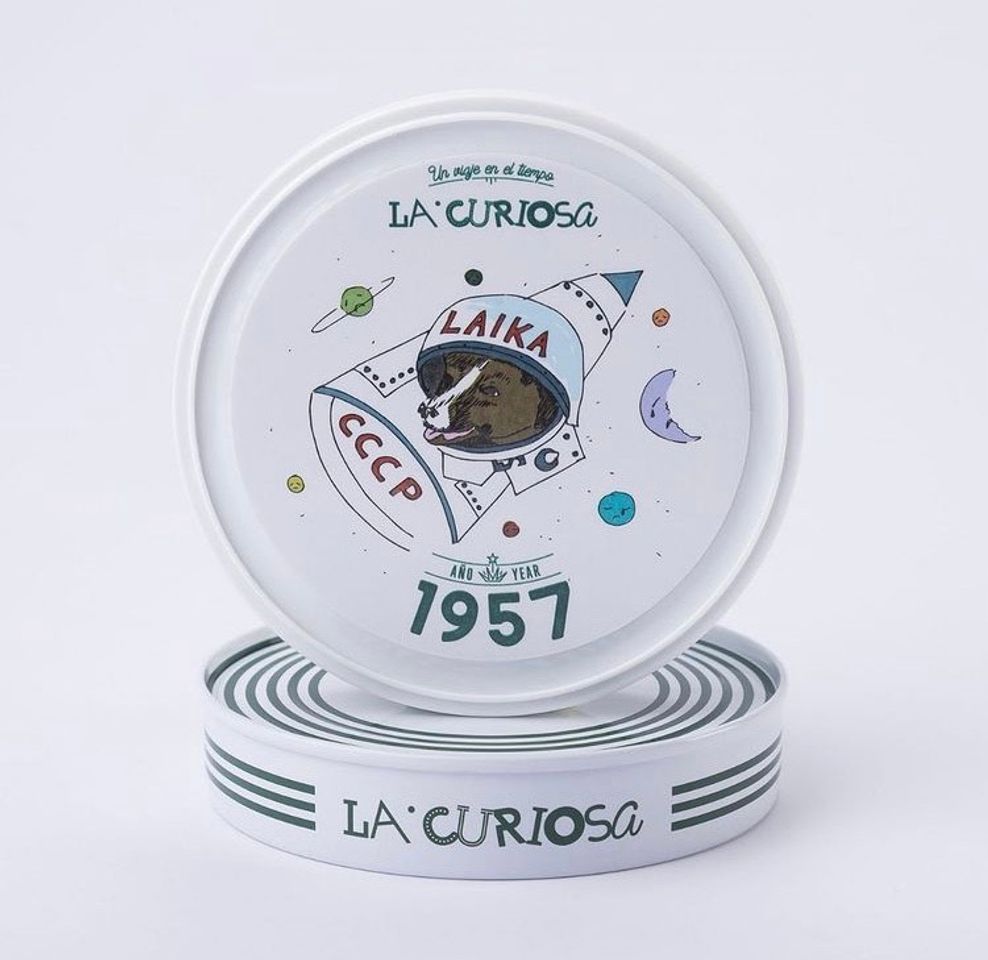 Un viaje en el tiempo
LA·CURIOSA
LAIKA
CCCP
AÑO YEAR
1957
LA·CURIOSA